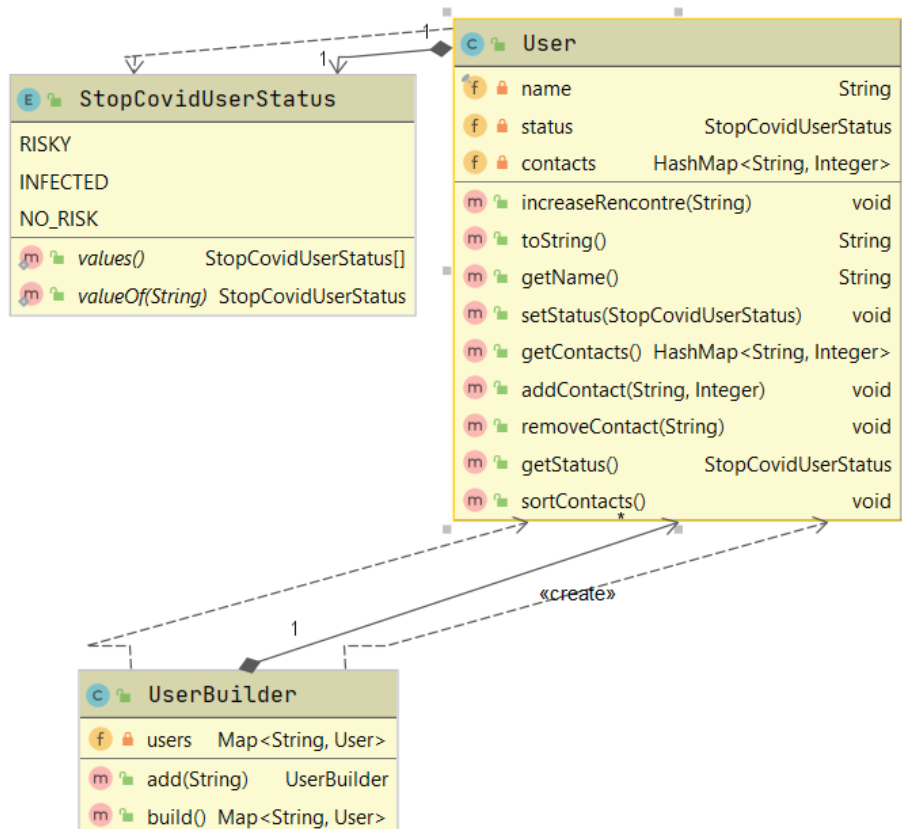 1
1
E StopCovidUserStatus
RISKY
INFECTED
NO_RISK
m values() StopCovidUserStatus[]
m valueOf(String) StopCovidUserStatus
C User
f name String
f status StopCovidUserStatus
f contacts HashMap<String, Integer>
m increaseRencontre(String) void
m toString() String
m getName() String
m setStatus(StopCovidUserStatus) void
m getContacts() HashMap<String, Integer>
m addContact(String, Integer) void
m removeContact(String) void
m getStatus() StopCovidUserStatus
m sortContacts() void
*
«create»
1
C UserBuilder
f users Map<String, User>
m add(String) UserBuilder
m build() Map<String, User>